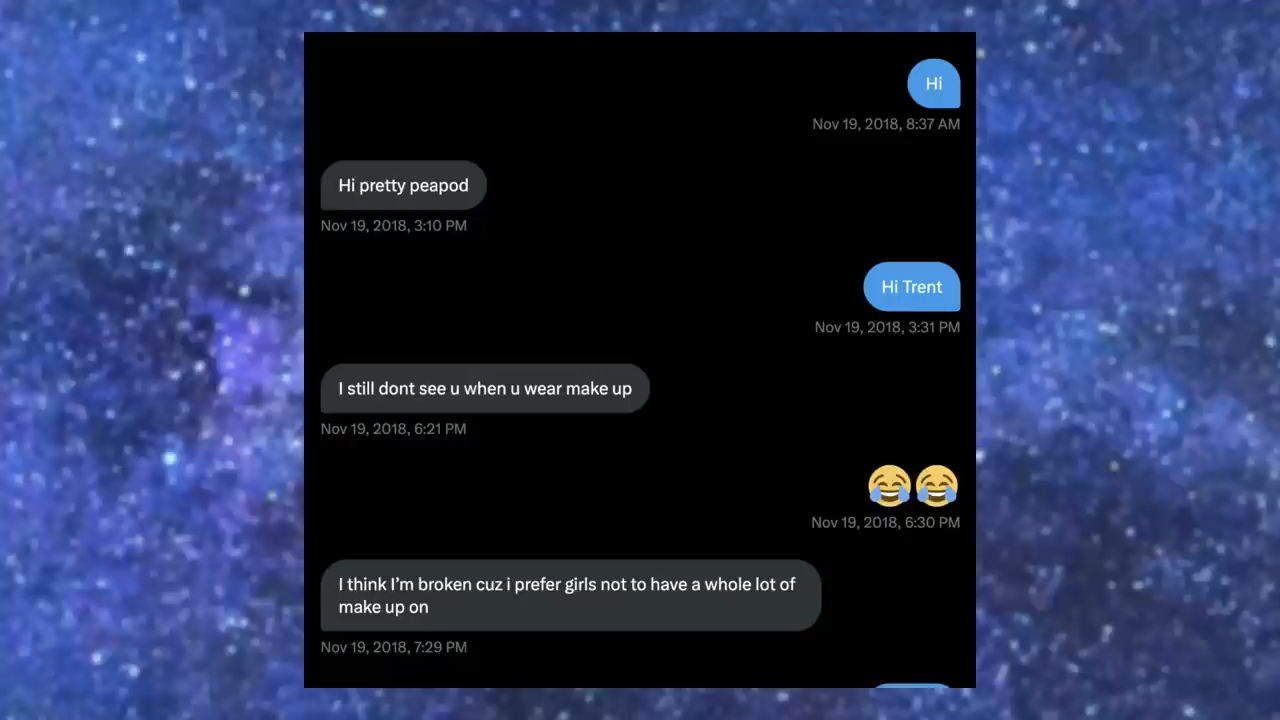 Hi
Nov 19, 2018, 8:37 AM
Hi pretty peapod
Nov 19, 2018, 3:10 PM
Hi Trent
Nov 19, 2018, 3:31 PM
I still dont see u when u wear make up
Nov 19, 2018, 6:21 PM
😂😂
Nov 19, 2018, 6:30 PM
I think I’m broken cuz i prefer girls not to have a whole lot of
make up on
Nov 19, 2018, 7:29 PM